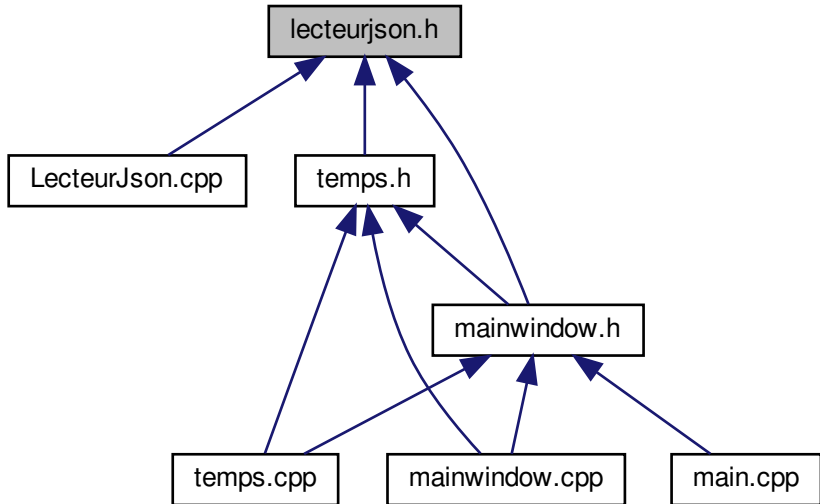 lecteurjson.h
LecteurJson.cpp
temps.h
mainwindow.h
temps.cpp
mainwindow.cpp
main.cpp